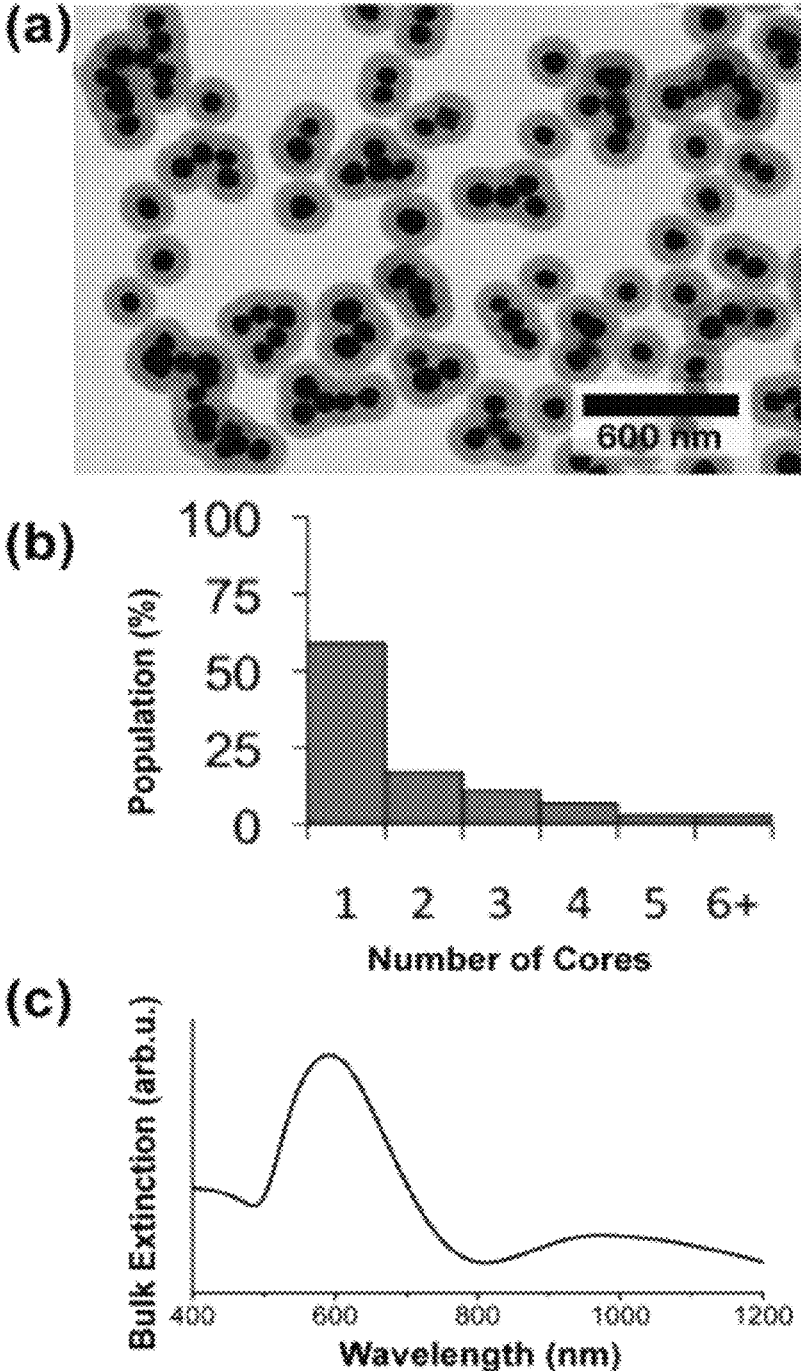 (a)
600 nm
(b)
Population (%)
100
75
50
25
0
1 2 3 4 5 6+
Number of Cores
(c)
Bulk Extinction (arb.u.)
400 600 800 1000 1200
Wavelength (nm)